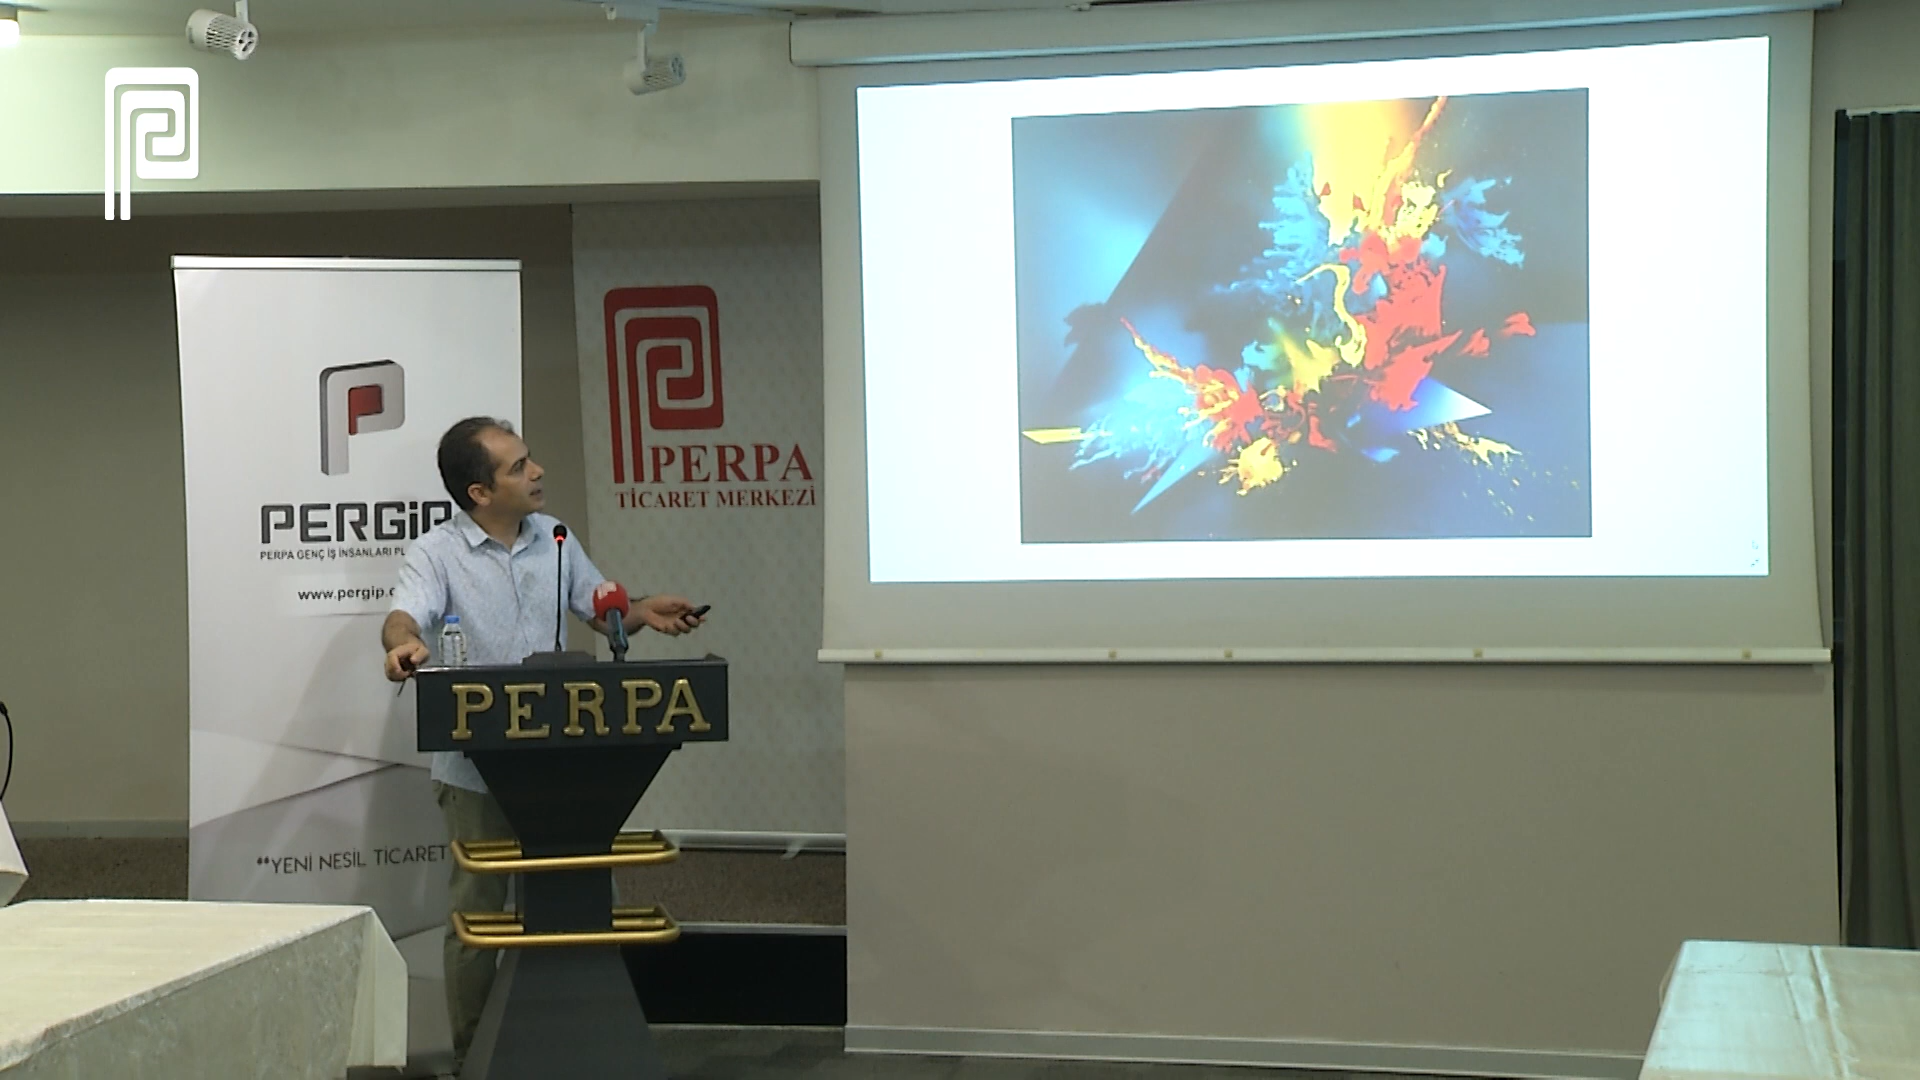 PERGİP
PERPA GENÇ İŞ İNSANLARI PL
www.pergip.c
"YENİ NESİL TİCARET
PERPA
TİCARET MERKEZİ
PERPA